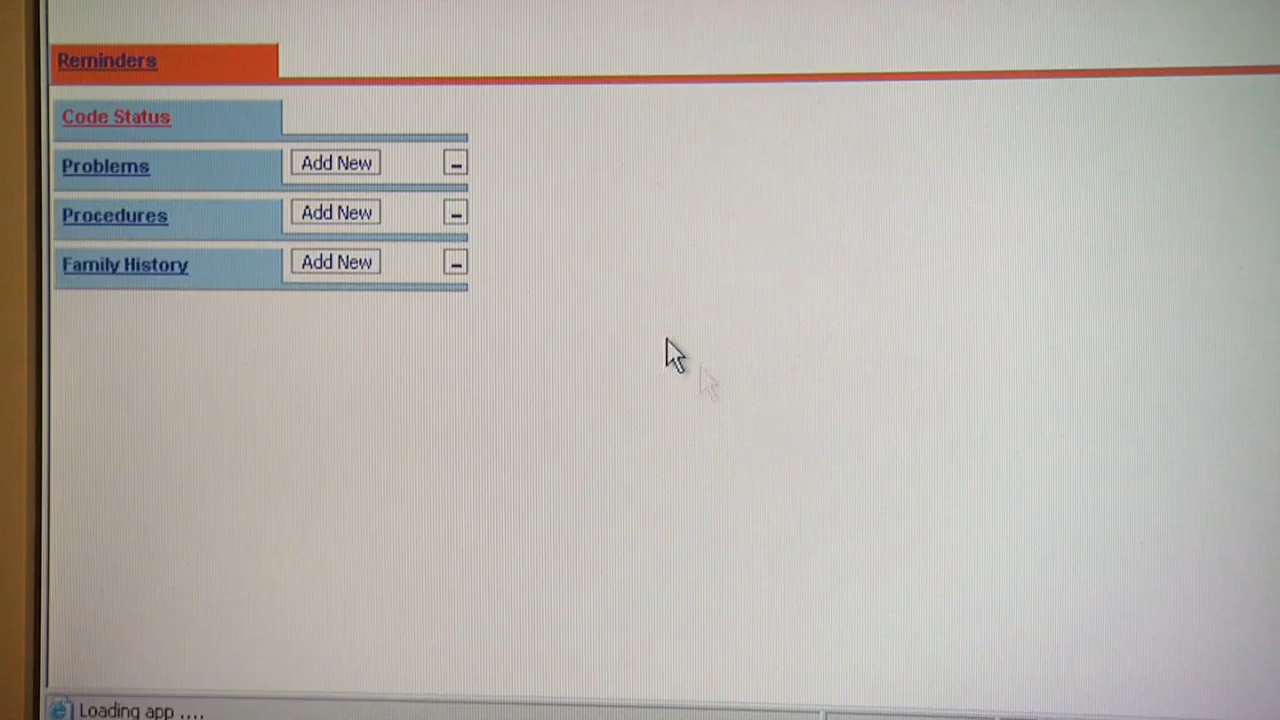 Reminders
Code Status
Problems Add New
Procedures Add New
Family History Add New
Loading app ....